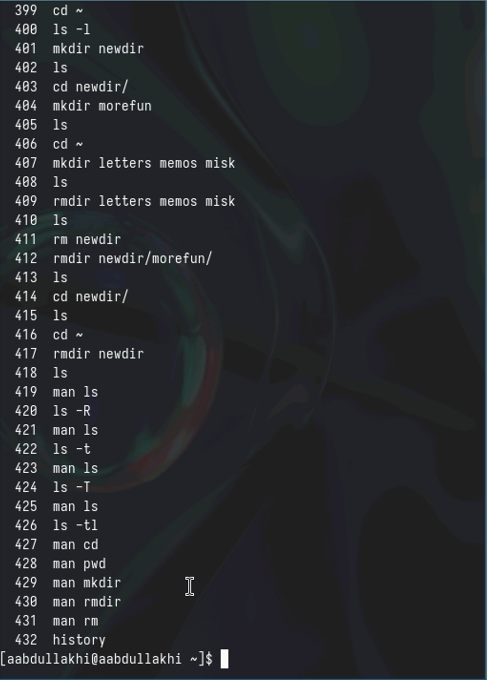 399 cd ~
400 ls -l
401 mkdir newdir
402 ls
403 cd newdir/
404 mkdir morefun
405 ls
406 cd ~
407 mkdir letters memos misk
408 ls
409 rmdir letters memos misk
410 ls
411 rm newdir
412 rmdir newdir/morefun/
413 ls
414 cd newdir/
415 ls
416 cd ~
417 rmdir newdir
418 ls
419 man ls
420 ls -R
421 man ls
422 ls -t
423 man ls
424 ls -T
425 man ls
426 ls -tl
427 man cd
428 man pwd
429 man mkdir
430 man rmdir
431 man rm
432 history
[aabdullakhi@aabdullakhi ~]$